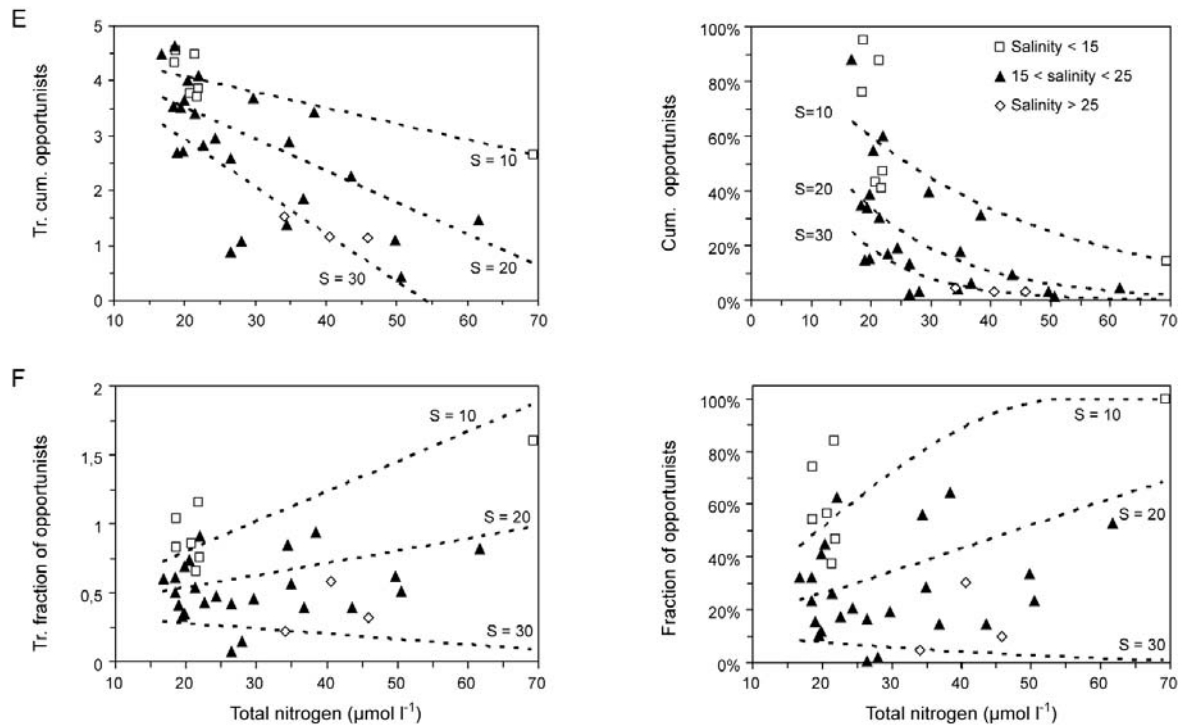 E
Tr. cum. opportunists
5
4
3
2
1
0
10 20 30 40 50 60 70
S = 10
S = 20
S = 30
Cum. opportunists
100%
80%
60%
40%
20%
0%
0 10 20 30 40 50 60 70
S=10
S=20
S=30
Salinity < 15
15 < salinity < 25
Salinity > 25
F
Tr. fraction of opportunists
2
1,5
1
0,5
0
10 20 30 40 50 60 70
S = 10
S = 20
S = 30
Total nitrogen (µmol l⁻¹)
Fraction of opportunists
100%
80%
60%
40%
20%
0%
10 20 30 40 50 60 70
S = 10
S = 20
S = 30
Total nitrogen (µmol l⁻¹)